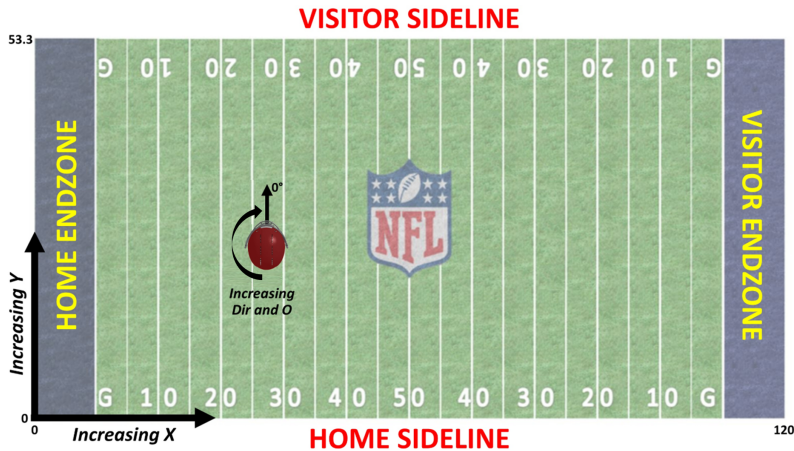 VISITOR SIDELINE
53.3
G 10 20 30 40 50 40 30 20 10 G
HOME ENDZONE
VISITOR ENDZONE
0°
NFL
Increasing
Dir and O
Increasing Y
G 10 20 30 40 50 40 30 20 10 G
0
0
120
Increasing X
HOME SIDELINE